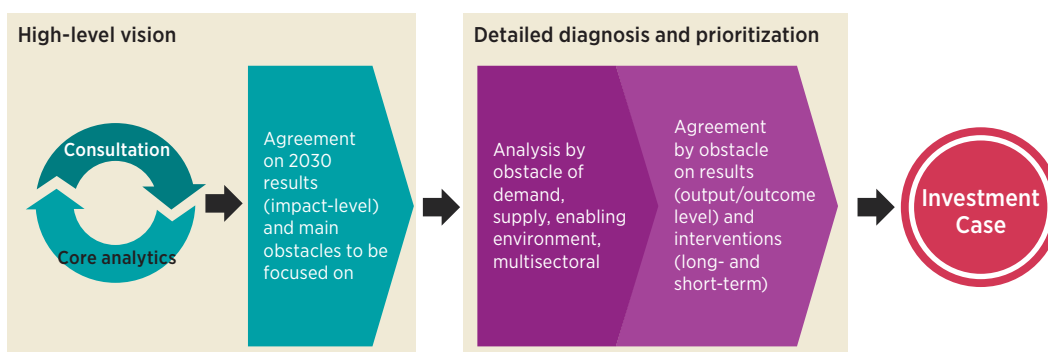 High-level vision
Consultation
Core analytics
Agreement
on 2030
results
(impact-level)
and main
obstacles to be
focused on
Detailed diagnosis and prioritization
Analysis by
obstacle of
demand,
supply, enabling
environment,
multisectoral
Agreement
by obstacle
on results
(output/outcome
level) and
interventions
(long- and
short-term)
Investment
Case